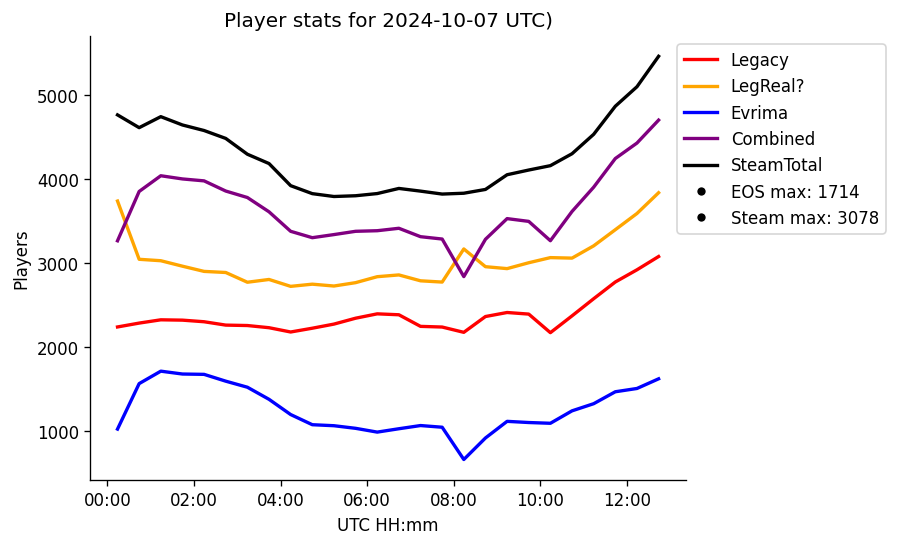 Player stats for 2024-10-07 UTC)
Legacy
LegReal?
Evrima
Combined
SteamTotal
EOS max: 1714
Steam max: 3078
Players
5000
4000
3000
2000
1000
00:00 02:00 04:00 06:00 08:00 10:00 12:00
UTC HH:mm